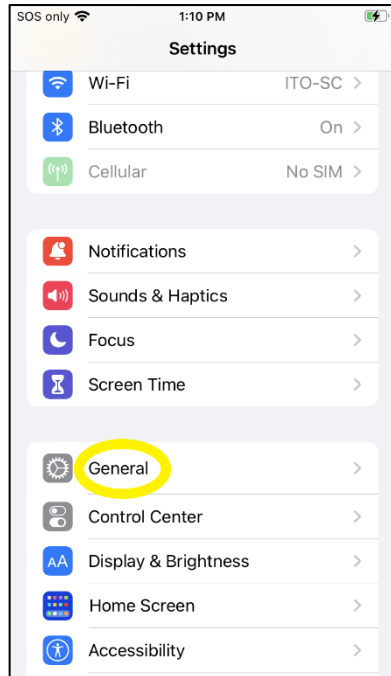 SOS only 1:10 PM
Settings
Wi-Fi ITO-SC
Bluetooth On
Cellular No SIM
Notifications
Sounds & Haptics
Focus
Screen Time
General
Control Center
AA Display & Brightness
Home Screen
Accessibility